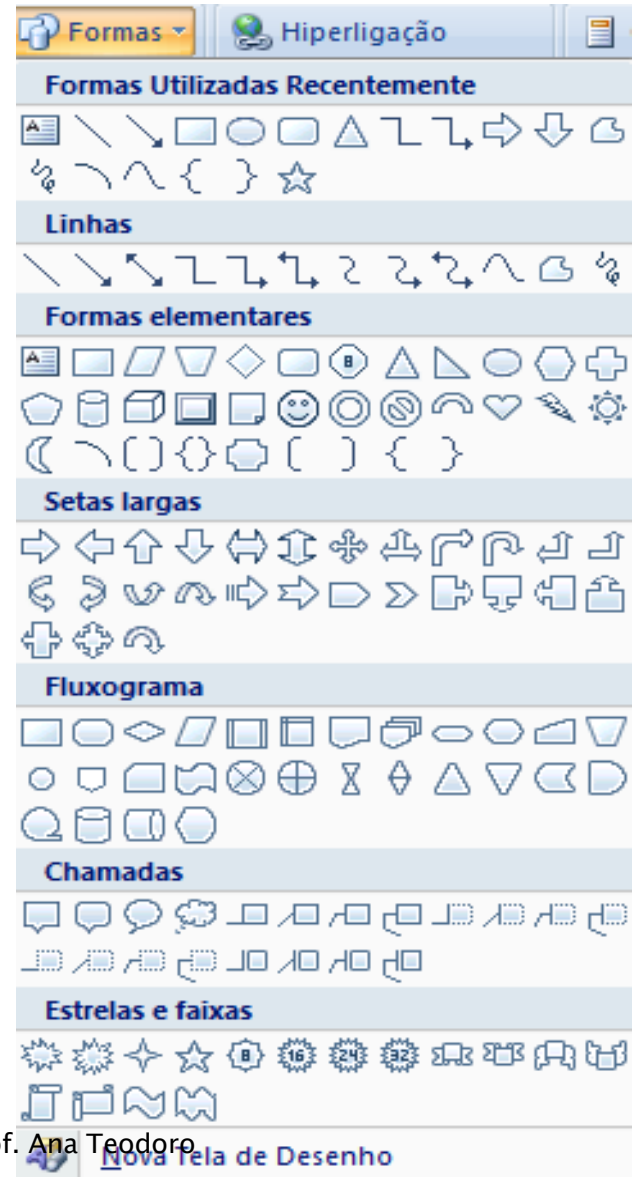 Formas Hiperligação
Formas Utilizadas Recentemente
Linhas
Formas elementares
Setas largas
Fluxograma
Chamadas
Estrelas e faixas
f. Ana Teodoro
Nova Tela de Desenho